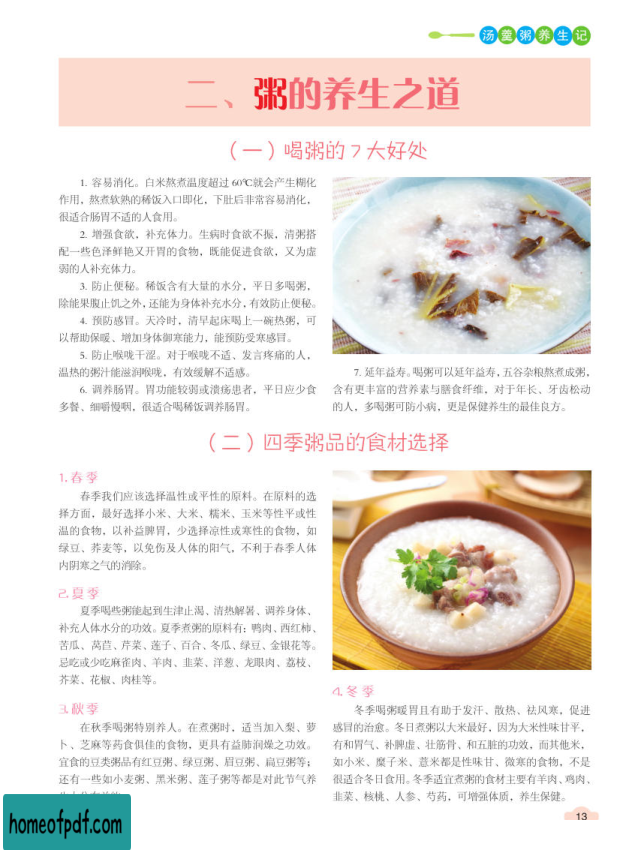 汤羹粥养生记
二、粥的养生之道
（一）喝粥的7大好处
1. 容易消化。白米熬煮温度超过 60℃就会产生糊化
作用，熬煮软熟的稀饭入口即化，下肚后非常容易消化，
很适合肠胃不适的人食用。
2. 增强食欲，补充体力。生病时食欲不振，清粥搭
配一些色泽鲜艳又开胃的食物，既能促进食欲，又为虚
弱的人补充体力。
3. 防止便秘。稀饭含有大量的水分，平日多喝粥，
除能果腹止饥之外，还能为身体补充水分，有效防止便秘。
4. 预防感冒。天冷时，清早起床喝上一碗热粥，可
以帮助保暖、增加身体御寒能力，能预防受寒感冒。
5. 防止喉咙干涩。对于喉咙不适、发言疼痛的人，
温热的粥汁能滋润喉咙，有效缓解不适感。
6. 调养肠胃。胃功能较弱或溃疡患者，平日应少食
多餐、细嚼慢咽，很适合喝稀饭调养肠胃。
7. 延年益寿。喝粥可以延年益寿，五谷杂粮熬煮成粥，
含有更丰富的营养素与膳食纤维，对于年长、牙齿松动
的人，多喝粥可防小病，更是保健养生的最佳良方。
（二）四季粥品的食材选择
1.春季
春季我们应该选择温性或平性的原料。在原料的选
择方面，最好选择小米、大米、糯米、玉米等性平或性
温的食物，以补益脾胃，少选择凉性或寒性的食物，如
绿豆、荞麦等，以免伤及人体的阳气，不利于春季人体
内阴寒之气的消除。
2.夏季
夏季喝些粥能起到生津止渴、清热解暑、调养身体、
补充人体水分的功效。夏季煮粥的原料有：鸭肉、西红柿、
苦瓜、莴苣、芹菜、莲子、百合、冬瓜、绿豆、金银花等。
忌吃或少吃麻雀肉、羊肉、韭菜、洋葱、龙眼肉、荔枝、
芥菜、花椒、肉桂等。
3.秋季
在秋季喝粥特别养人。在煮粥时，适当加入梨、萝
卜、芝麻等药食俱佳的食物，更具有益肺润燥之功效。
宜食的豆类粥品有红豆粥、绿豆粥、眉豆粥、扁豆粥等；
还有一些如小麦粥、黑米粥、莲子粥等都是对此节气养
4.冬季
冬季喝粥暖胃且有助于发汗、散热、祛风寒，促进
感冒的治愈。冬日煮粥以大米最好，因为大米性味甘平，
有和胃气、补脾虚、壮筋骨、和五脏的功效，而其他米，
如小米、糜子米、薏米都是性味甘、微寒的食物，不是
很适合冬日食用。冬季适宜煮粥的食材主要有羊肉、鸡肉、
韭菜、核桃、人参、芍药，可增强体质，养生保健。
13
homeofpdf.com